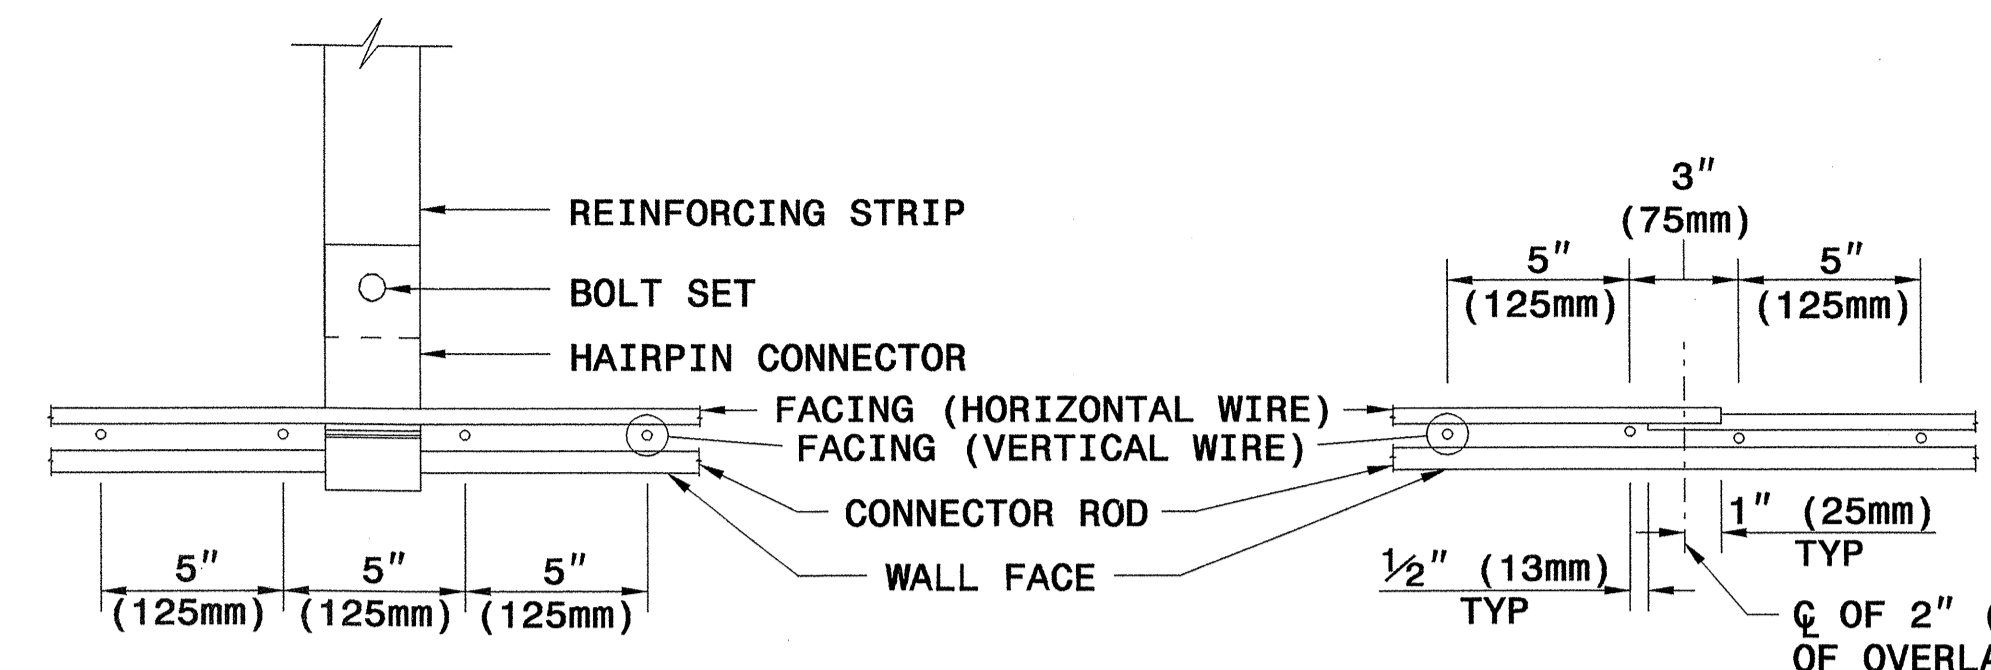 REINFORCING STRIP
BOLT SET
HAIRPIN CONNECTOR
FACING (HORIZONTAL WIRE)
FACING (VERTICAL WIRE)
CONNECTOR ROD
WALL FACE
5"
(125mm)
5"
(125mm)
5"
(125mm)
3"
(75mm)
5"
(125mm)
5"
(125mm)
1" (25mm)
TYP
½" (13mm)
TYP
℄ OF 2" (
OF